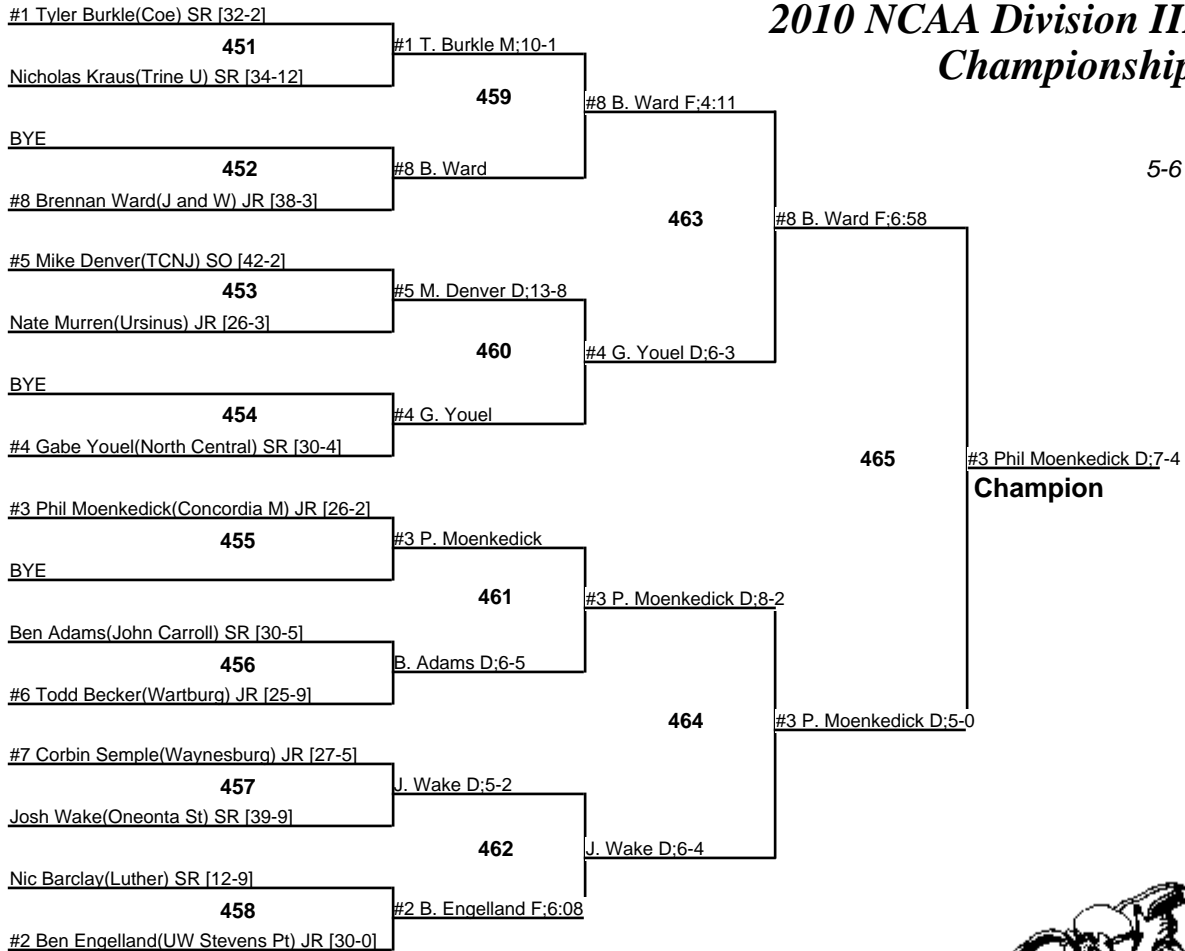 2010 NCAA Division III
Championship
5-6
#1 Tyler Burkle(Coe) SR [32-2]
451
Nicholas Kraus(Trine U) SR [34-12]
#1 T. Burkle M;10-1
459
BYE
452
#8 Brennan Ward(J and W) JR [38-3]
#8 B. Ward
#8 B. Ward F;4:11
463
#5 Mike Denver(TCNJ) SO [42-2]
453
Nate Murren(Ursinus) JR [26-3]
#5 M. Denver D;13-8
460
BYE
454
#4 Gabe Youel(North Central) SR [30-4]
#4 G. Youel
#4 G. Youel D;6-3
#8 B. Ward F;6:58
465
#3 Phil Moenkedick(Concordia M) JR [26-2]
455
BYE
#3 P. Moenkedick
461
Ben Adams(John Carroll) SR [30-5]
456
#6 Todd Becker(Wartburg) JR [25-9]
B. Adams D;6-5
#3 P. Moenkedick D;8-2
464
#7 Corbin Semple(Waynesburg) JR [27-5]
457
Josh Wake(Oneonta St) SR [39-9]
J. Wake D;5-2
462
Nic Barclay(Luther) SR [12-9]
458
#2 Ben Engelland(UW Stevens Pt) JR [30-0]
#2 B. Engelland F;6:08
J. Wake D;6-4
#3 P. Moenkedick D;5-0
#3 Phil Moenkedick D;7-4
Champion